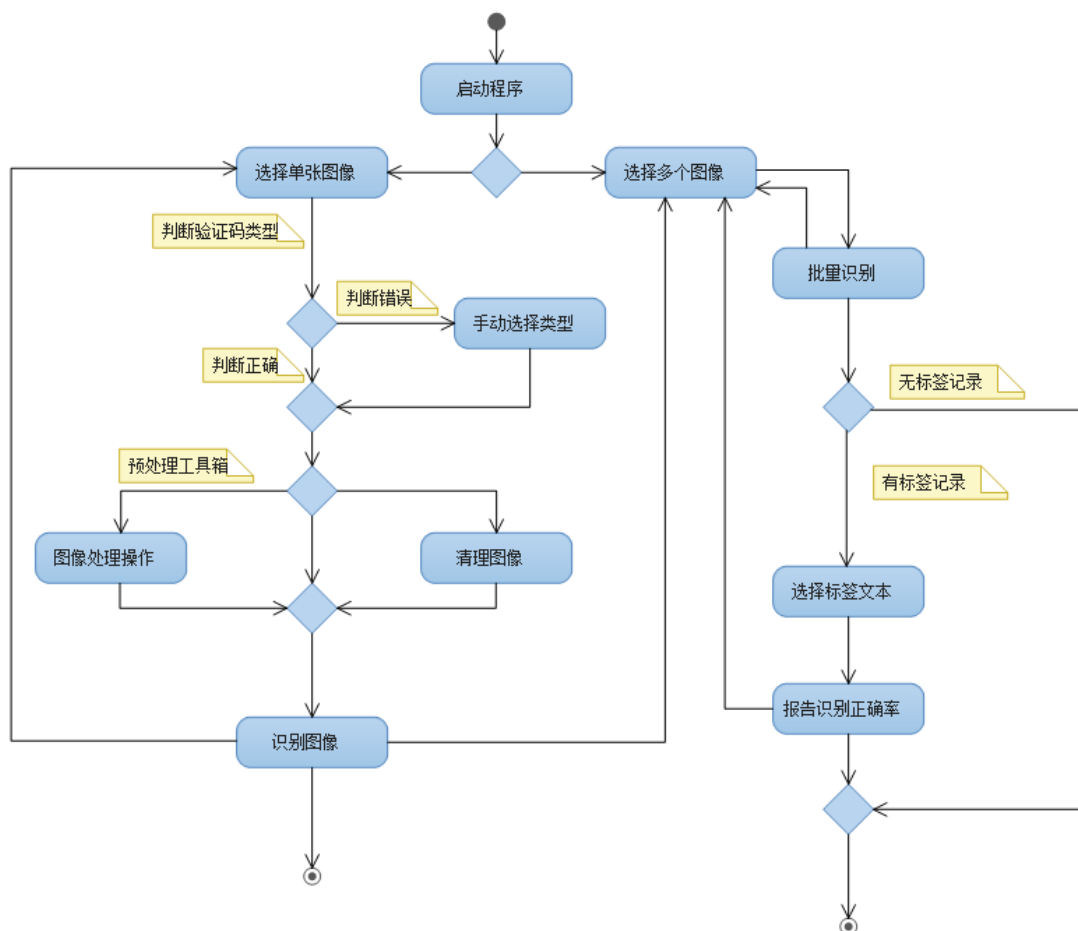 启动程序
选择单张图像
选择多个图像
判断验证码类型
批量识别
判断错误
手动选择类型
判断正确
无标签记录
预处理工具箱
有标签记录
图像处理操作
清理图像
选择标签文本
报告识别正确率
识别图像